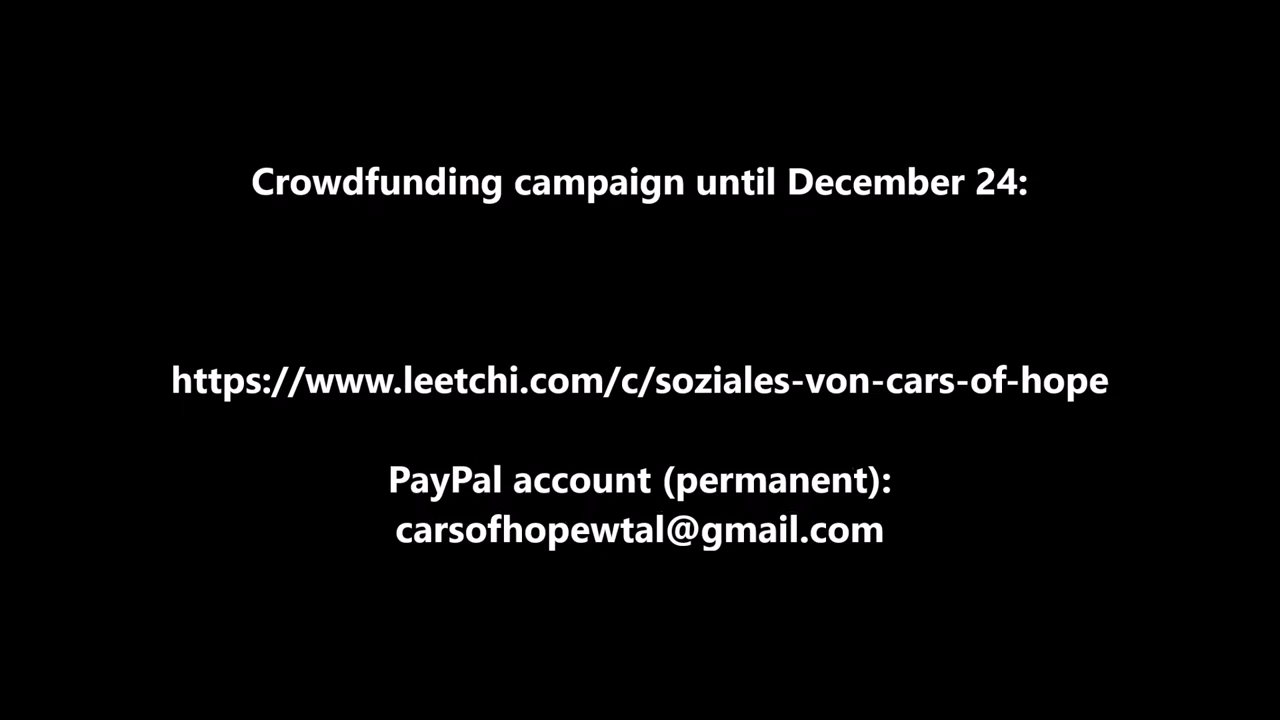 Crowdfunding campaign until December 24:
https://www.leetchi.com/c/soziales-von-cars-of-hope
PayPal account (permanent):
carsofhopewtal@gmail.com